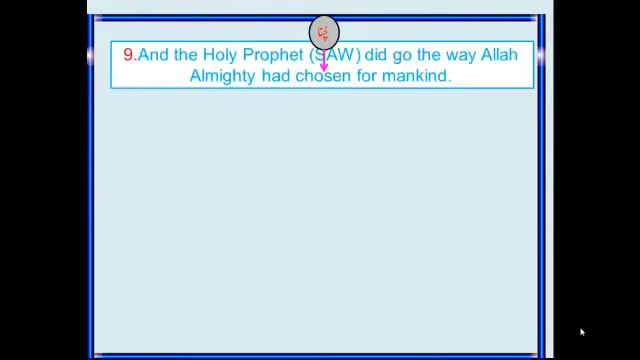 9.And the Holy Prophet (SAW) did go the way Allah
Almighty had chosen for mankind.